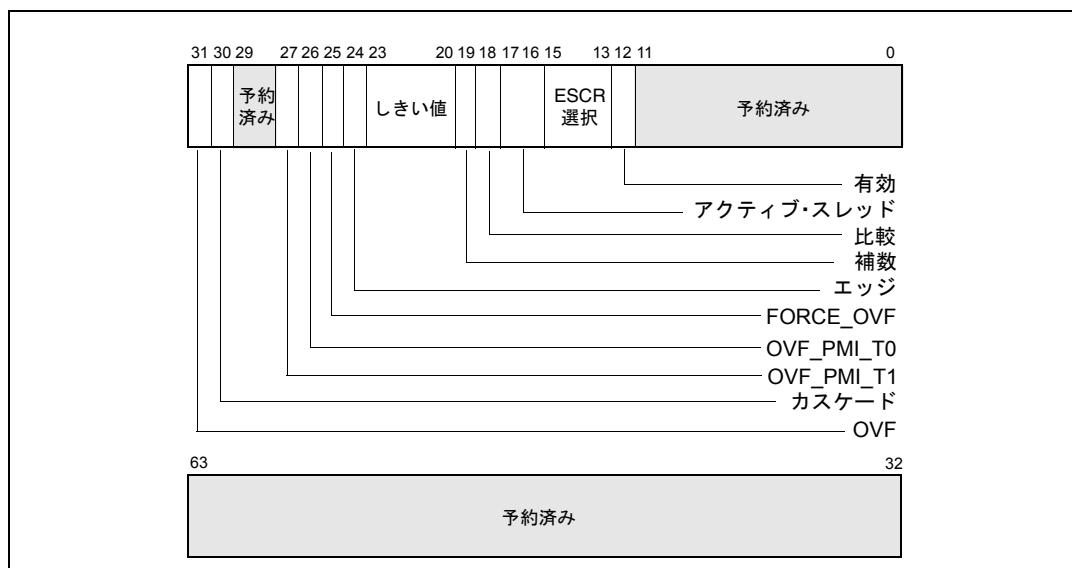 31 30 29 27 26 25 24 23 20 19 18 17 16 15 13 12 11 0
予約
済み
しきい値
ESCR
選択
予約済み
有効
アクティブ・スレッド
比較
補数
エッジ
FORCE_OVF
OVF_PMI_T0
OVF_PMI_T1
カスケード
OVF
63 32
予約済み